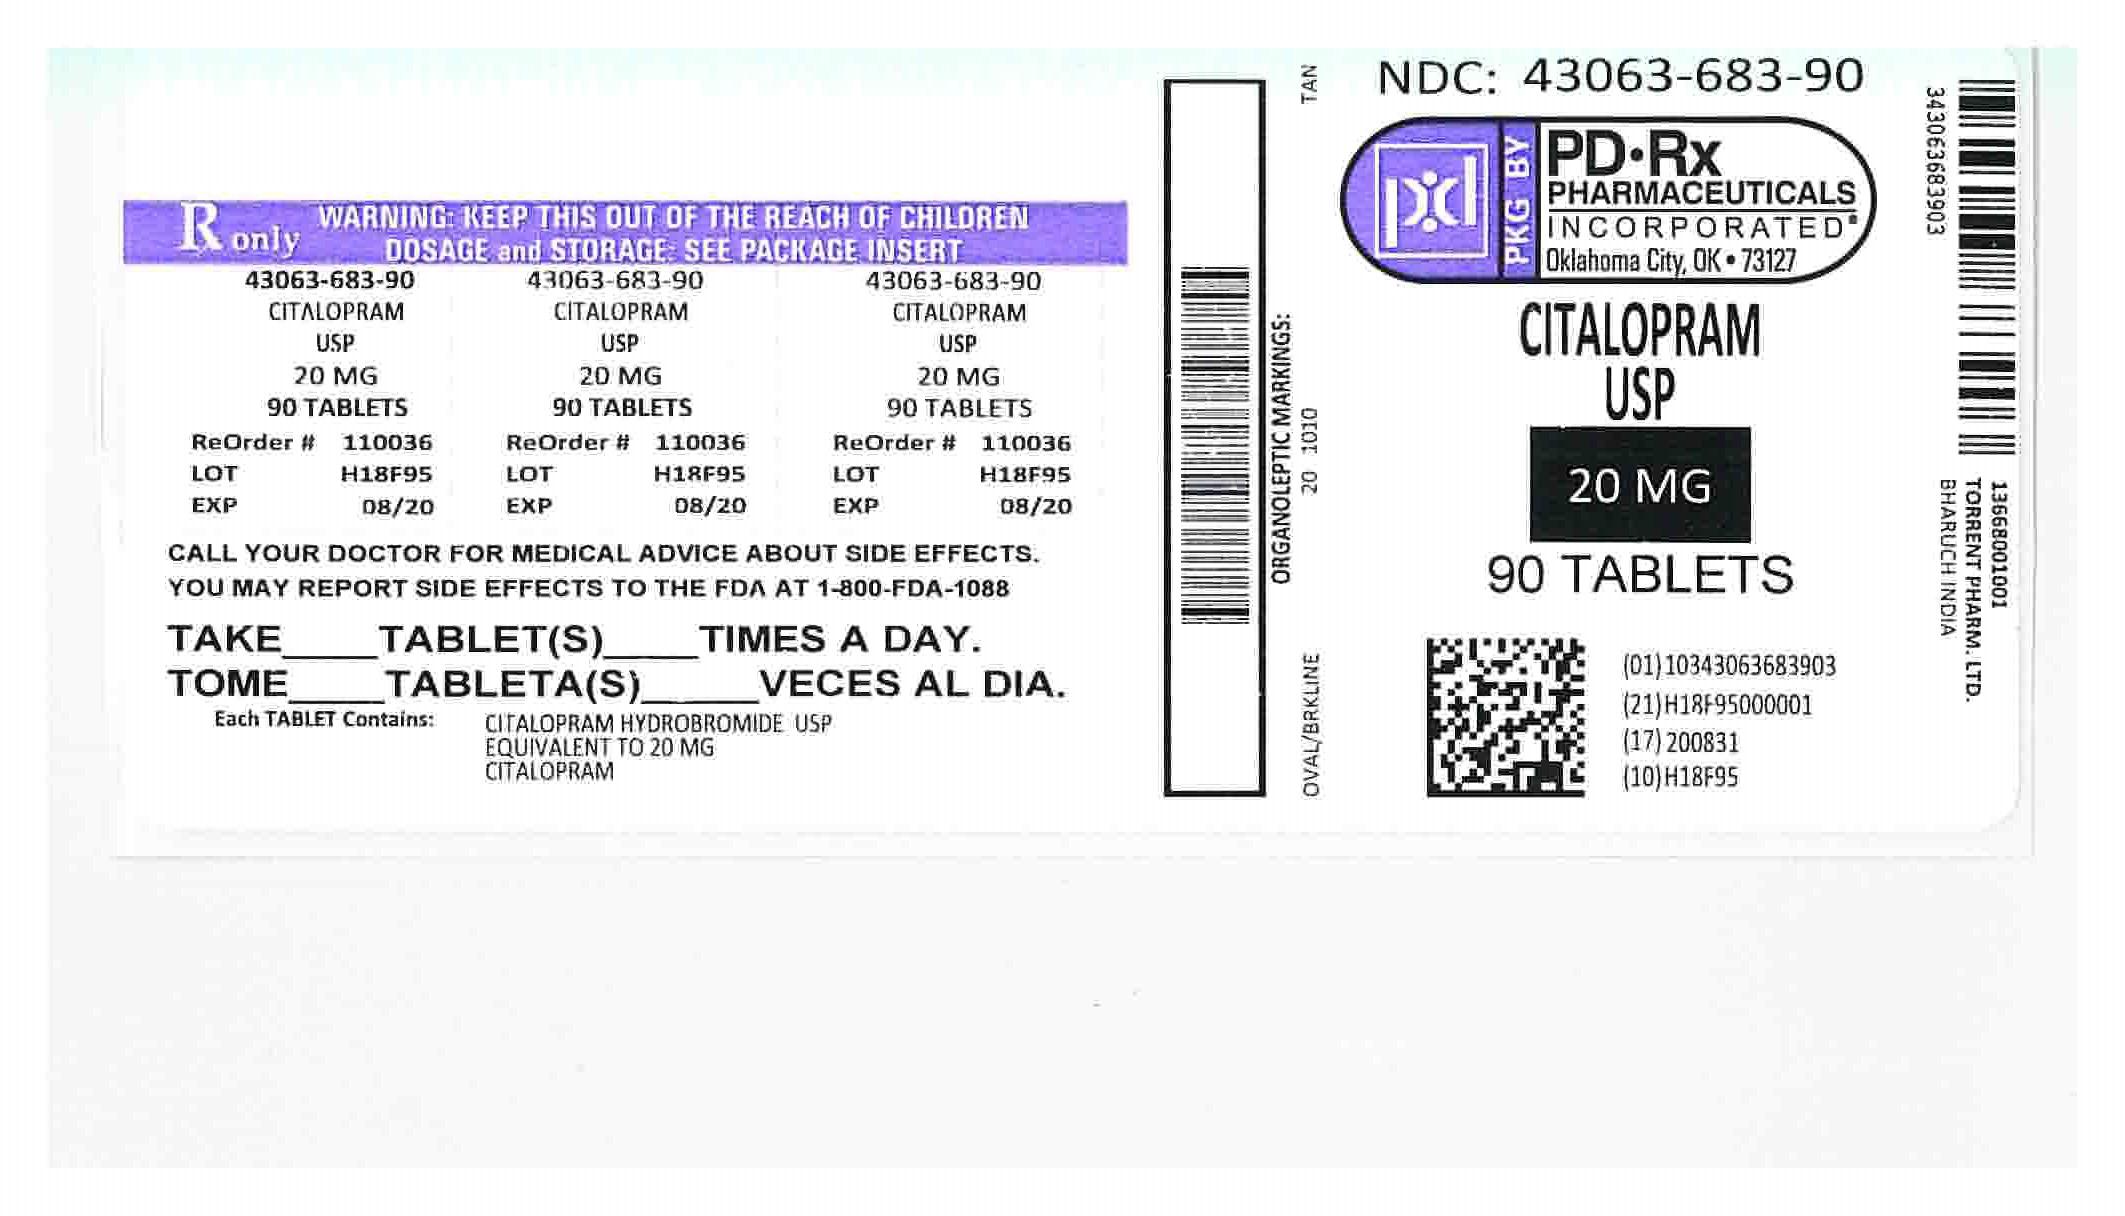 R only
WARNING: KEEP THIS OUT OF THE REACH OF CHILDREN
DOSAGE and STORAGE: SEE PACKAGE INSERT
43063-683-90 43063-683-90 43063-683-90
CITALOPRAM CITALOPRAM CITALOPRAM
USP USP USP
20 MG 20 MG 20 MG
90 TABLETS 90 TABLETS 90 TABLETS
ReOrder # 110036 ReOrder # 110036 ReOrder # 110036
LOT H18F95 LOT H18F95 LOT H18F95
EXP 08/20 EXP 08/20 EXP 08/20
CALL YOUR DOCTOR FOR MEDICAL ADVICE ABOUT SIDE EFFECTS.
YOU MAY REPORT SIDE EFFECTS TO THE FDA AT 1-800-FDA-1088
TAKE____TABLET(S)____TIMES A DAY.
TOME____TABLETA(S)_____VECES AL DIA.
Each TABLET Contains: CITALOPRAM HYDROBROMIDE USP
EQUIVALENT TO 20 MG
CITALOPRAM
ORGANOLEPTIC MARKINGS:
OVAL/BRKLINE 20 1010 TAN
NDC: 43063-683-90
pd
PKG BY
PD•Rx
PHARMACEUTICALS
INCORPORATED®
Oklahoma City, OK • 73127
CITALOPRAM
USP
20 MG
90 TABLETS
(01)10343063683903
(21)H18F95000001
(17)200831
(10)H18F95
343063683903
13668001001
TORRENT PHARM. LTD.
BHARUCH INDIA